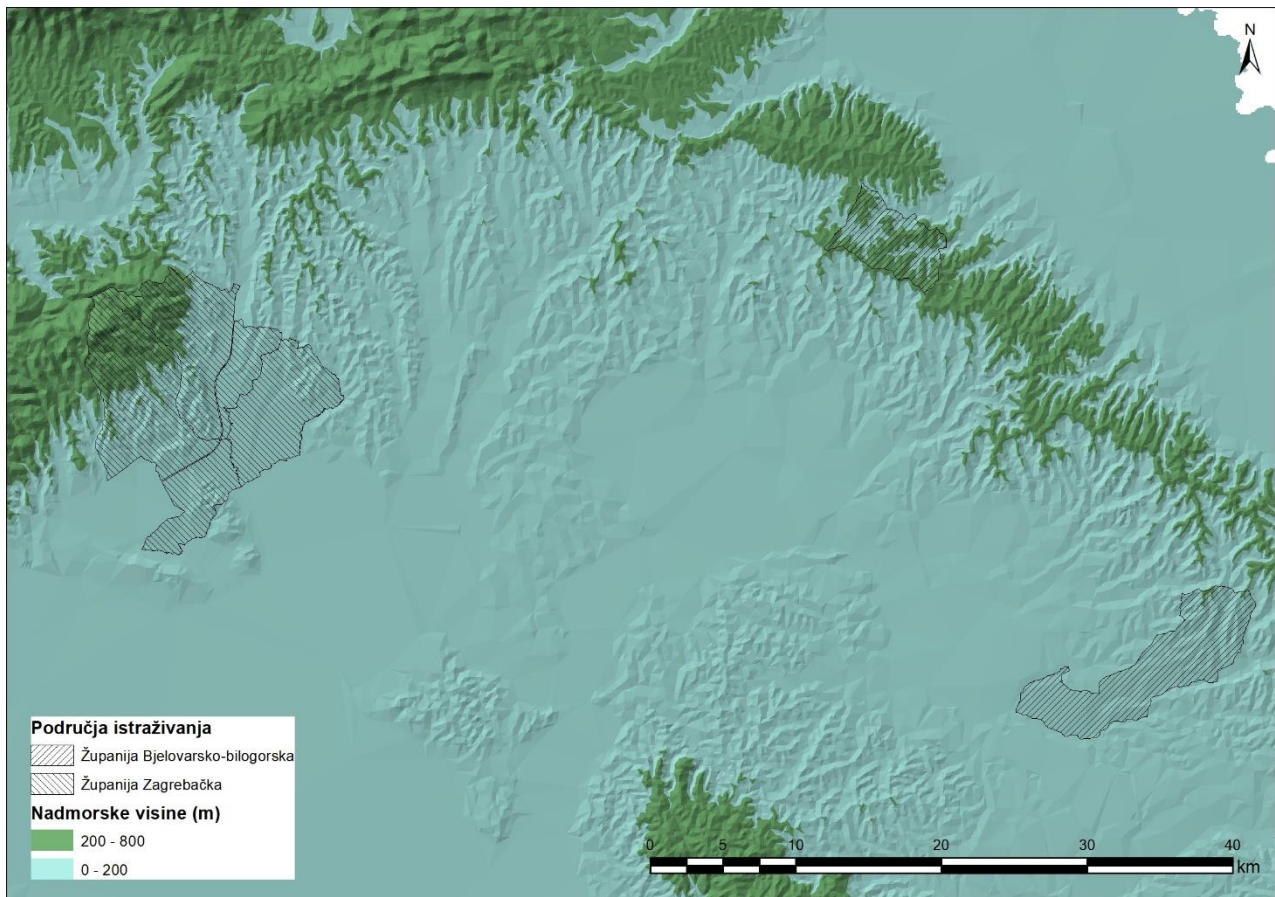 N
Područja istraživanja
Županija Bjelovarsko-bilogorska
Županija Zagrebačka
Nadmorske visine (m)
200 - 800
0 - 200
0 5 10 20 30 40
km